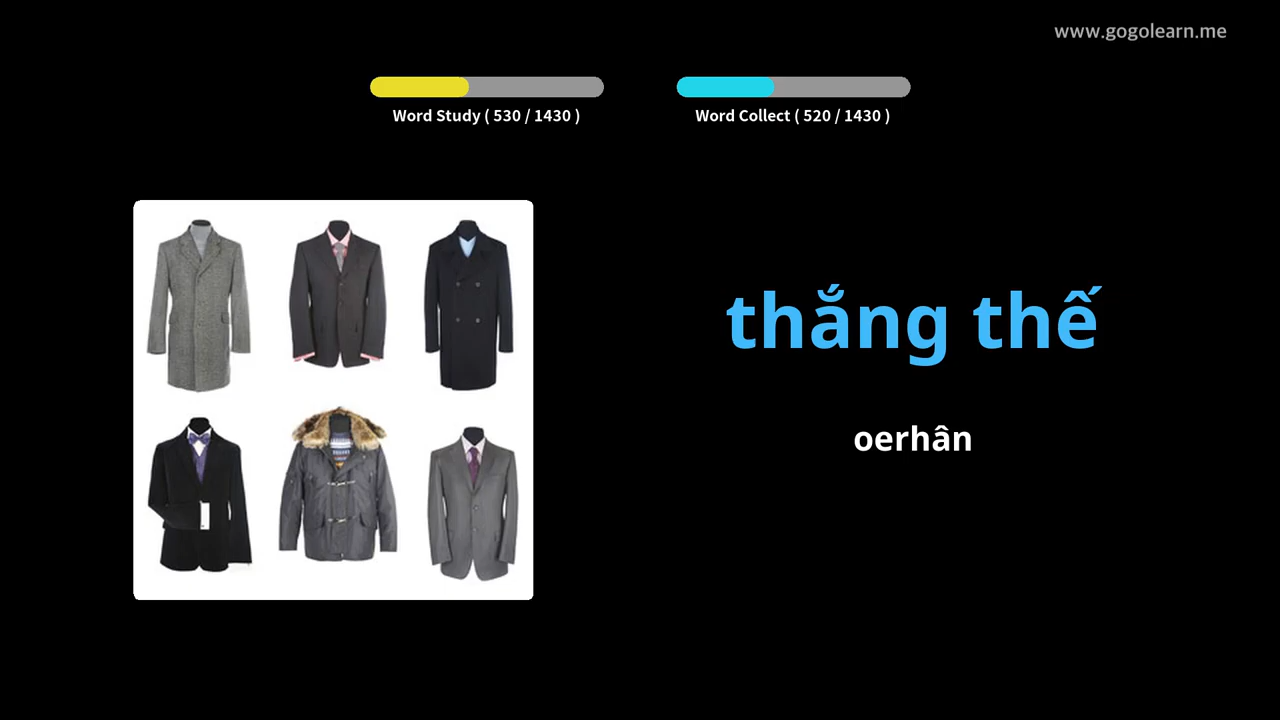 www.gogolearn.me
Word Study ( 530 / 1430 )
Word Collect ( 520 / 1430 )
thắng thế
oerhân